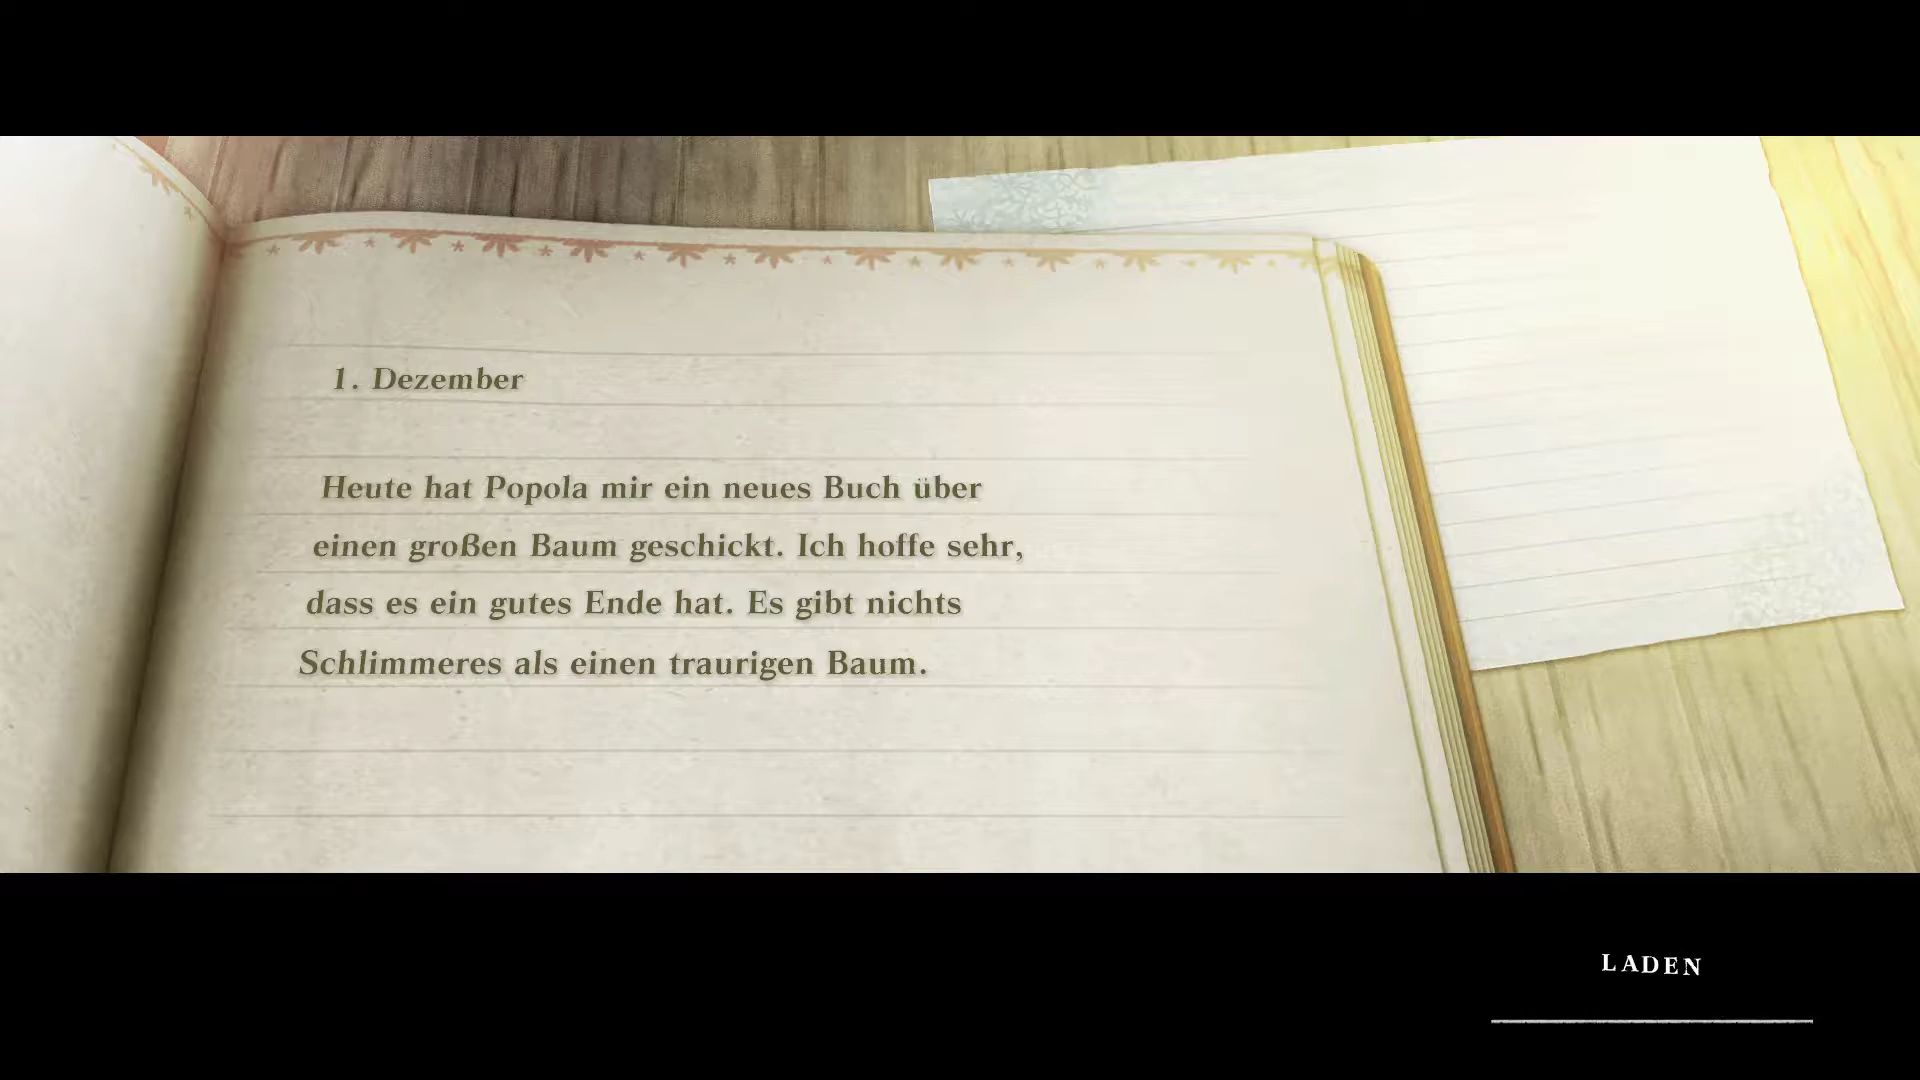 1. Dezember
Heute hat Popola mir ein neues Buch über
einen großen Baum geschickt. Ich hoffe sehr,
dass es ein gutes Ende hat. Es gibt nichts
Schlimmeres als einen traurigen Baum.
LADEN